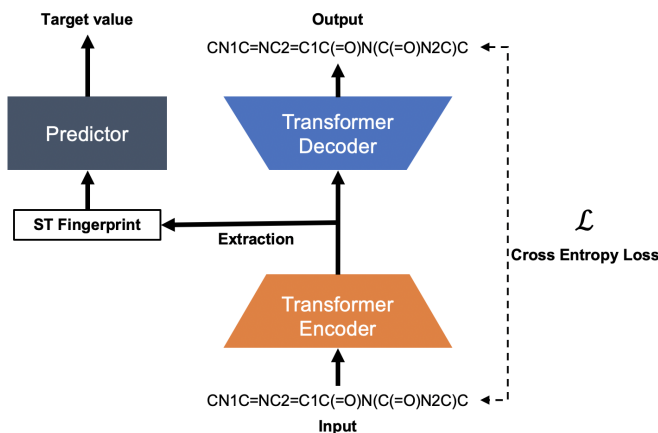 Target value
Output
CN1C=NC2=C1C(=O)N(C(=O)N2C)C
Predictor
Transformer
Decoder
ST Fingerprint
Extraction
ℒ
Cross Entropy Loss
Transformer
Encoder
CN1C=NC2=C1C(=O)N(C(=O)N2C)C
Input